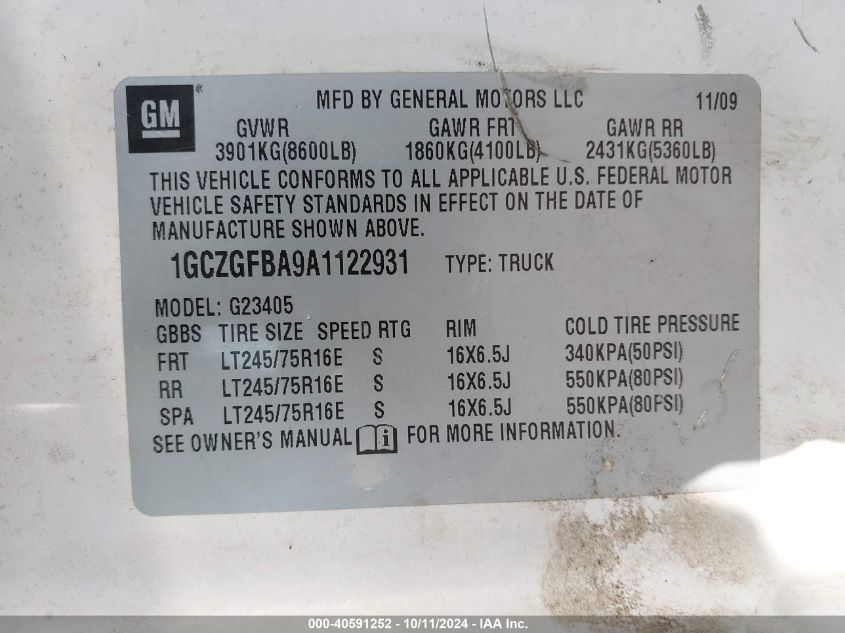 GM ®
MFD BY GENERAL MOTORS LLC 11/09
GVWR GAWR FRT GAWR RR
3901KG(8600LB) 1860KG(4100LB) 2431KG(5360LB)
THIS VEHICLE CONFORMS TO ALL APPLICABLE U.S. FEDERAL MOTOR
VEHICLE SAFETY STANDARDS IN EFFECT ON THE DATE OF
MANUFACTURE SHOWN ABOVE.
1GCZGFBA9A1122931 TYPE: TRUCK
MODEL: G23405
GBBS TIRE SIZE SPEED RTG RIM COLD TIRE PRESSURE
FRT LT245/75R16E S 16X6.5J 340KPA(50PSI)
RR LT245/75R16E S 16X6.5J 550KPA(80PSI)
SPA LT245/75R16E S 16X6.5J 550KPA(80PSI)
SEE OWNER'S MANUAL i FOR MORE INFORMATION.
000-40591252 - 10/11/2024 - IAA Inc.